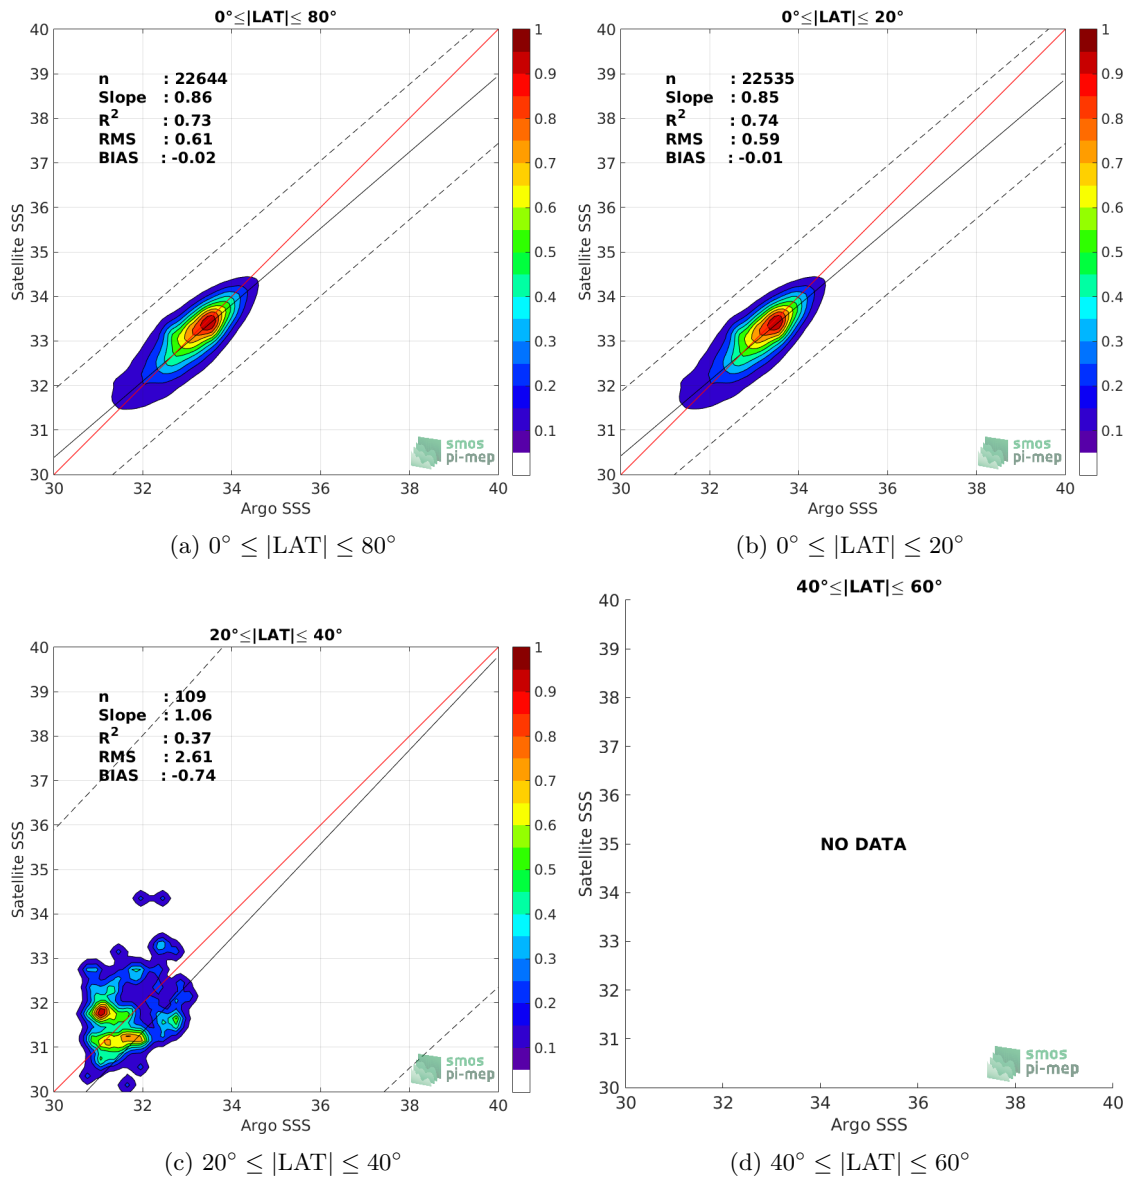 0°≤|LAT|≤ 80°
40
39
38
37
36
35
34
33
32
31
30
Satellite SSS
n : 22644
Slope : 0.86
R² : 0.73
RMS : 0.61
BIAS : -0.02
smos
pi-mep
30 32 34 36 38 40
Argo SSS
1
0.9
0.8
0.7
0.6
0.5
0.4
0.3
0.2
0.1
(a) 0° ≤ |LAT| ≤ 80°
0°≤|LAT|≤ 20°
40
39
38
37
36
35
34
33
32
31
30
Satellite SSS
n : 22535
Slope : 0.85
R² : 0.74
RMS : 0.59
BIAS : -0.01
smos
pi-mep
30 32 34 36 38 40
Argo SSS
1
0.9
0.8
0.7
0.6
0.5
0.4
0.3
0.2
0.1
(b) 0° ≤ |LAT| ≤ 20°
20°≤|LAT|≤ 40°
40
39
38
37
36
35
34
33
32
31
30
Satellite SSS
n : 109
Slope : 1.06
R² : 0.37
RMS : 2.61
BIAS : -0.74
smos
pi-mep
30 32 34 36 38 40
Argo SSS
1
0.9
0.8
0.7
0.6
0.5
0.4
0.3
0.2
0.1
(c) 20° ≤ |LAT| ≤ 40°
40°≤|LAT|≤ 60°
40
39
38
37
36
35
34
33
32
31
30
Satellite SSS
NO DATA
smos
pi-mep
30 32 34 36 38 40
Argo SSS
(d) 40° ≤ |LAT| ≤ 60°